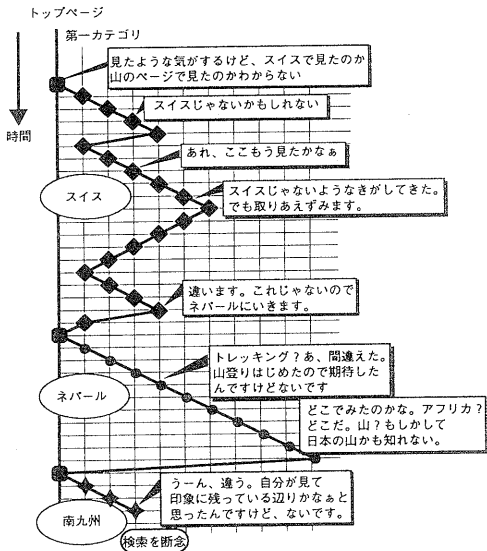 トップページ
第一カテゴリ
見たような気がするけど、スイスで見たのか
山のページで見たのかわからない
時間
スイスじゃないかもしれない
あれ、ここもう見たかなぁ
スイス
スイスじゃないようなきがしてきた。
でも取りあえずみます。
違います。これじゃないので
ネパールにいきます。
トレッキング?あ、間違えた。
山登りはじめたので期待した
んですけどないです
ネパール
どこでみたのかな。アフリカ?
どこだ。山?もしかして
日本の山かも知れない。
うーん、違う。自分が見て
印象に残っている辺りかなぁと
思ったんですけど、ないです。
南九州
検索を断念